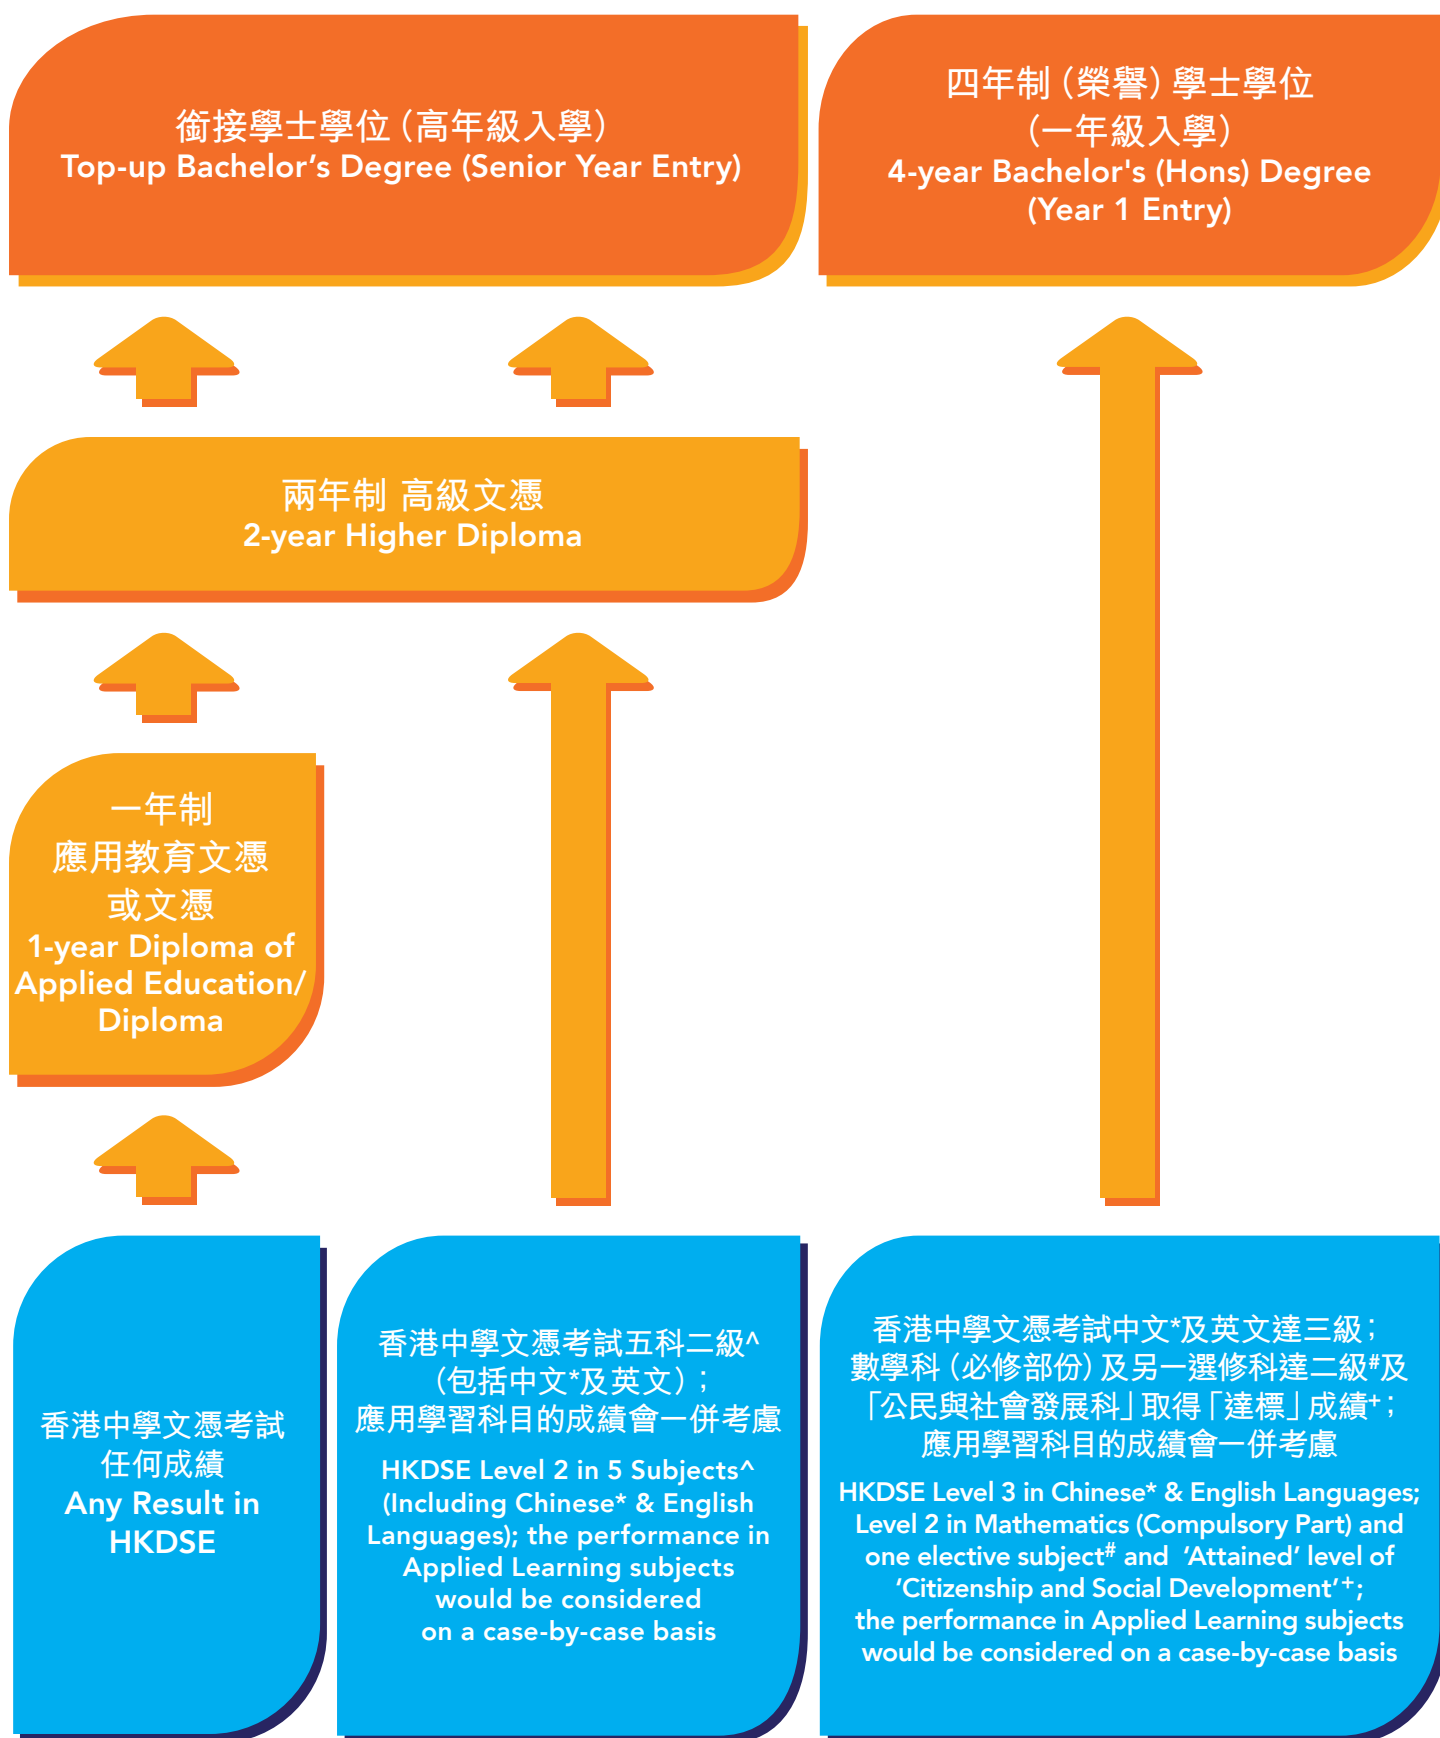 銜接學士學位（高年級入學）
Top-up Bachelor’s Degree (Senior Year Entry)
四年制（榮譽）學士學位
（一年級入學）
4-year Bachelor's (Hons) Degree
(Year 1 Entry)
兩年制 高級文憑
2-year Higher Diploma
一年制
應用教育文憑
或文憑
1-year Diploma of
Applied Education/
Diploma
香港中學文憑考試
任何成績
Any Result in
HKDSE
香港中學文憑考試五科二級^
（包括中文*及英文）；
應用學習科目的成績會一併考慮
HKDSE Level 2 in 5 Subjects^
(Including Chinese* & English
Languages); the performance in
Applied Learning subjects
would be considered
on a case-by-case basis
香港中學文憑考試中文*及英文達三級；
數學科（必修部份）及另一選修科達二級#及
「公民與社會發展科」取得「達標」成績+；
應用學習科目的成績會一併考慮
HKDSE Level 3 in Chinese* & English Languages;
Level 2 in Mathematics (Compulsory Part) and
one elective subject# and ‘Attained’ level of
‘Citizenship and Social Development’+;
the performance in Applied Learning subjects
would be considered on a case-by-case basis